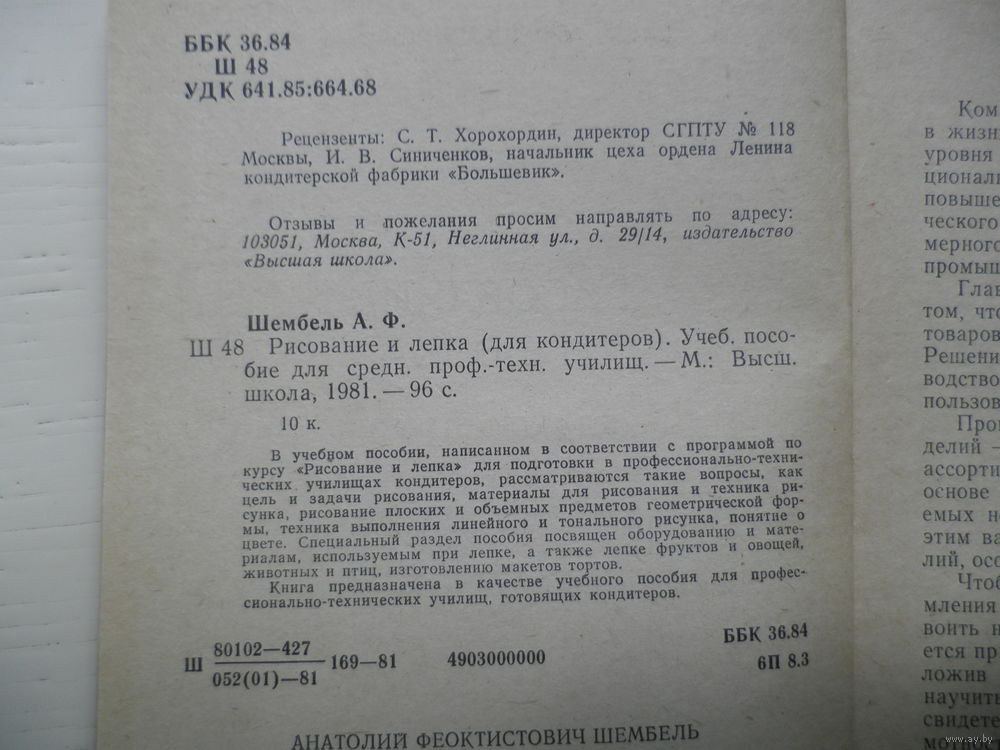 ББК 36.84
Ш 48
УДК 641.85:664.68
Рецензенты: С. Т. Хорохордин, директор СГПТУ № 118
Москвы, И. В. Синиченков, начальник цеха ордена Ленина
кондитерской фабрики «Большевик».
Отзывы и пожелания просим направлять по адресу:
103051, Москва, К-51, Неглинная ул., д. 29/14, издательство
«Высшая школа».
Шембель А. Ф.
Ш 48 Рисование и лепка (для кондитеров). Учеб. посо-
бие для средн. проф.-техн. училищ. — М.: Высш.
школа, 1981. — 96 с.
10 к.
В учебном пособии, написанном в соответствии с программой по
курсу «Рисование и лепка» для подготовки в профессионально-техни-
ческих училищах кондитеров, рассматриваются такие вопросы, как
цель и задачи рисования, материалы для рисования и техника ри-
сунка, рисование плоских и объемных предметов геометрической фор-
мы, техника выполнения линейного и тонального рисунка, понятие о
цвете. Специальный раздел пособия посвящен оборудованию и мате-
риалам, используемым при лепке, а также лепке фруктов и овощей,
животных и птиц, изготовлению макетов тортов.
Книга предназначена в качестве учебного пособия для профес-
сионально-технических училищ, готовящих кондитеров.
Ш 80102—427 169—81 4903000000 ББК 36.84
052(01)—81 6П 8.3
АНАТОЛИЙ ФЕОКТИСТОВИЧ ШЕМБЕЛЬ
Ком
в жизн
уровня
циональ
повыше
ческого
мерного
промыш
Глав
том, что
товаров
Решени
водство
пользов
Про
делий —
ассорти
основе
емых н
этим ва
лий, осо
Чтоб
мления
воить н
ется пр
ложив
научить
свидете
www.ay.by